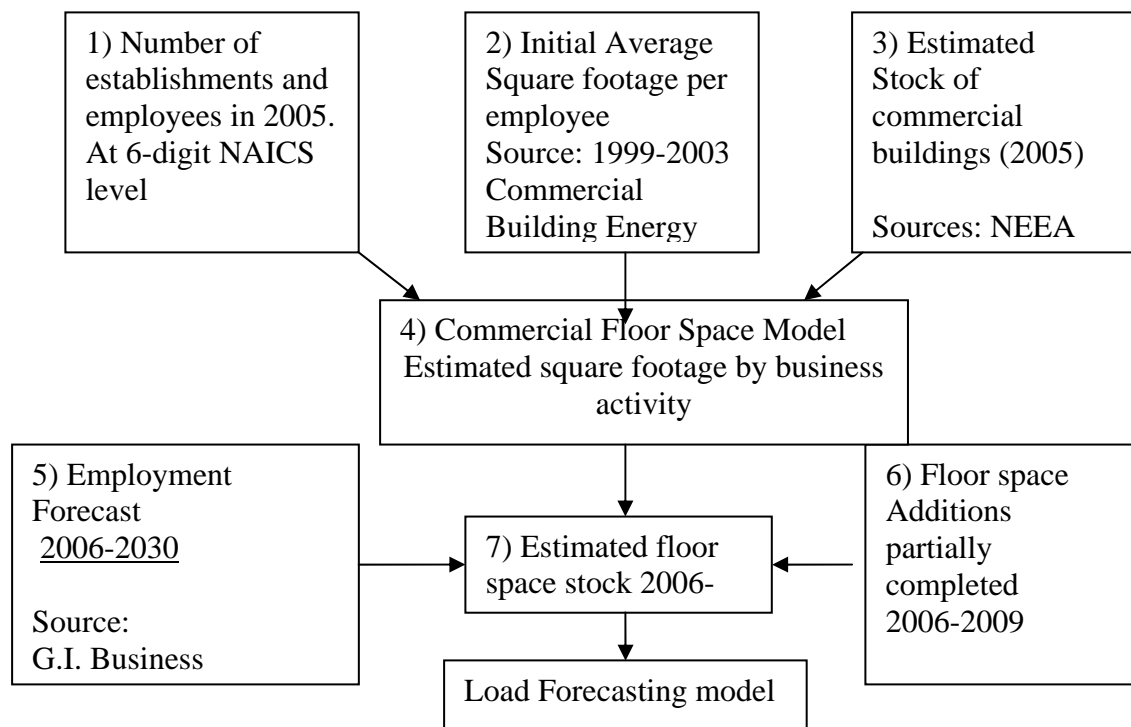 1) Number of
establishments and
employees in 2005.
At 6-digit NAICS
level
2) Initial Average
Square footage per
employee
Source: 1999-2003
Commercial
Building Energy
3) Estimated
Stock of
commercial
buildings (2005)
Sources: NEEA
4) Commercial Floor Space Model
Estimated square footage by business
activity
5) Employment
Forecast
2006-2030
Source:
G.I. Business
6) Floor space
Additions
partially
completed
2006-2009
7) Estimated floor
space stock 2006-
Load Forecasting model